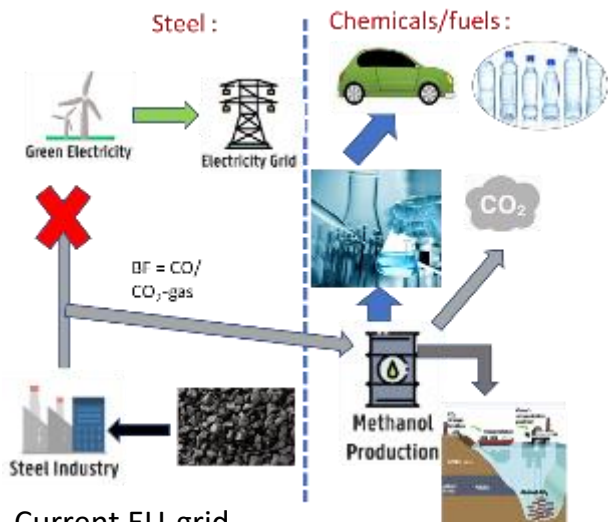 Steel :
Chemicals/fuels :
Green Electricity
Electricity Grid
CO₂
BF = CO/
CO₂-gas
Methanol
Production
Steel Industry
Current EU grid